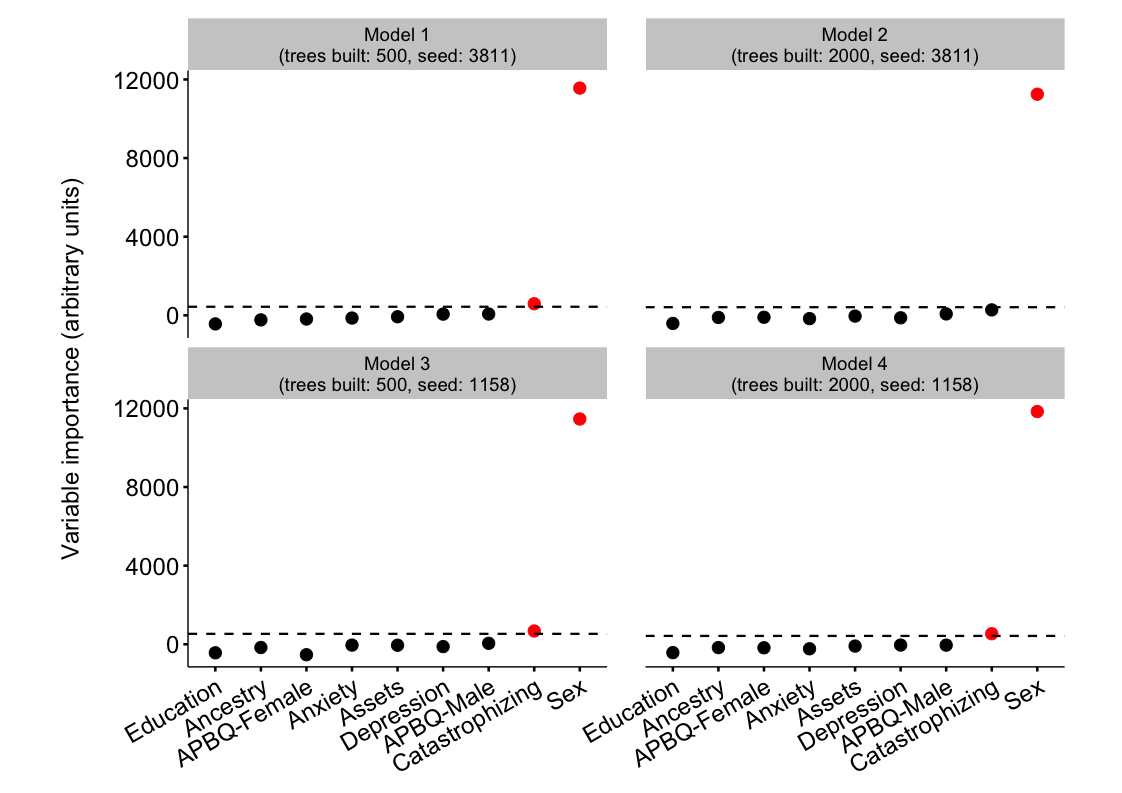 Model 1
(trees built: 500, seed: 3811)
Model 2
(trees built: 2000, seed: 3811)
12000
8000
4000
0
Variable importance (arbitrary units)
Model 3
(trees built: 500, seed: 1158)
Model 4
(trees built: 2000, seed: 1158)
12000
8000
4000
0
Education
Ancestry
APBQ-Female
Anxiety
Assets
Depression
APBQ-Male
Catastrophizing
Sex
Education
Ancestry
APBQ-Female
Anxiety
Assets
Depression
APBQ-Male
Catastrophizing
Sex